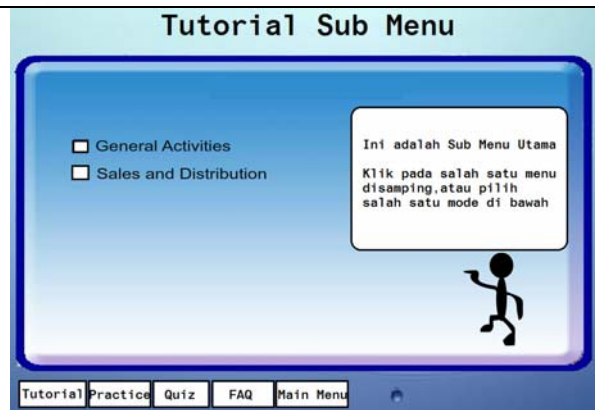 Tutorial Sub Menu
General Activities
Sales and Distribution
Ini adalah Sub Menu Utama
Klik pada salah satu menu
disamping,atau pilih
salah satu mode di bawah
Tutorial Practice Quiz FAQ Main Menu